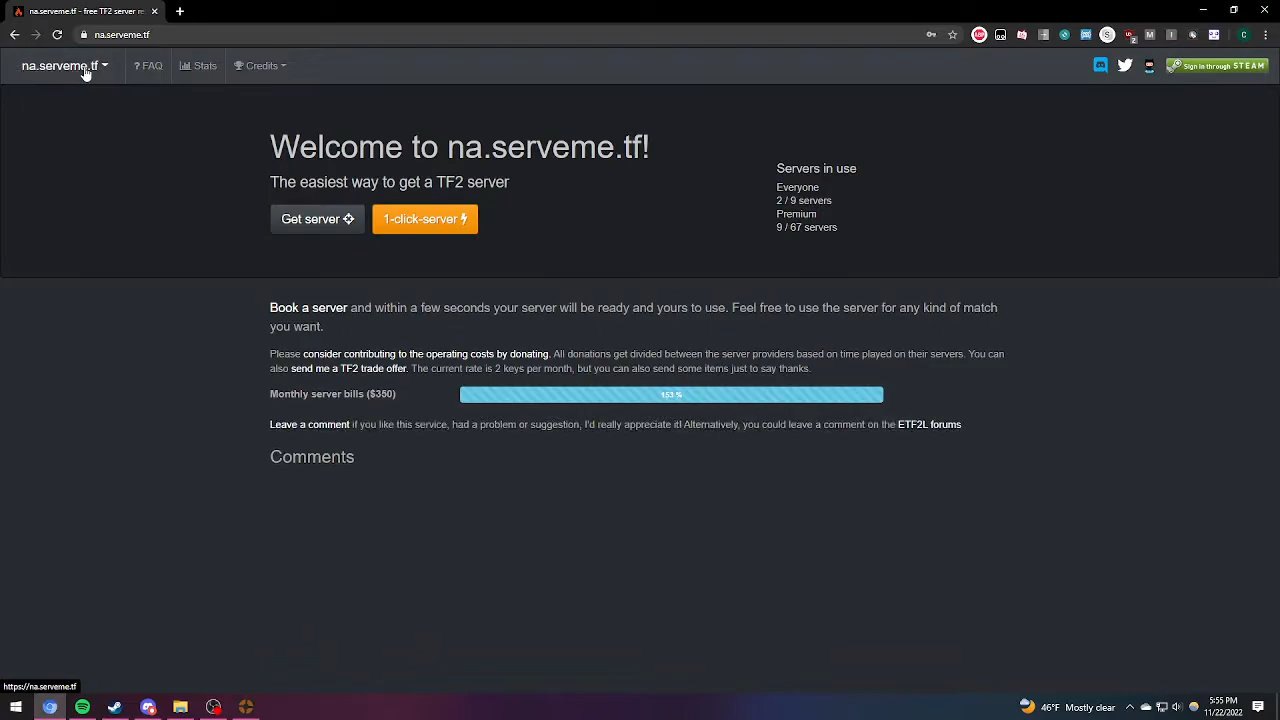 na.serveme.tf - free TF2 server re
na.serveme.tf
na.serveme.tf
? FAQ
Stats
Credits
Sign in through STEAM
Welcome to na.serveme.tf!
The easiest way to get a TF2 server
Get server
1-click-server
Servers in use
Everyone
2 / 9 servers
Premium
9 / 67 servers
Book a server and within a few seconds your server will be ready and yours to use. Feel free to use the server for any kind of match
you want.
Please consider contributing to the operating costs by donating. All donations get divided between the server providers based on time played on their servers. You can
also send me a TF2 trade offer. The current rate is 2 keys per month, but you can also send some items just to say thanks.
Monthly server bills ($350)
153 %
Leave a comment if you like this service, had a problem or suggestion, I'd really appreciate it! Alternatively, you could leave a comment on the ETF2L forums
Comments
https://na.serveme.tf
46°F Mostly clear
5:55 PM
11/22/2022